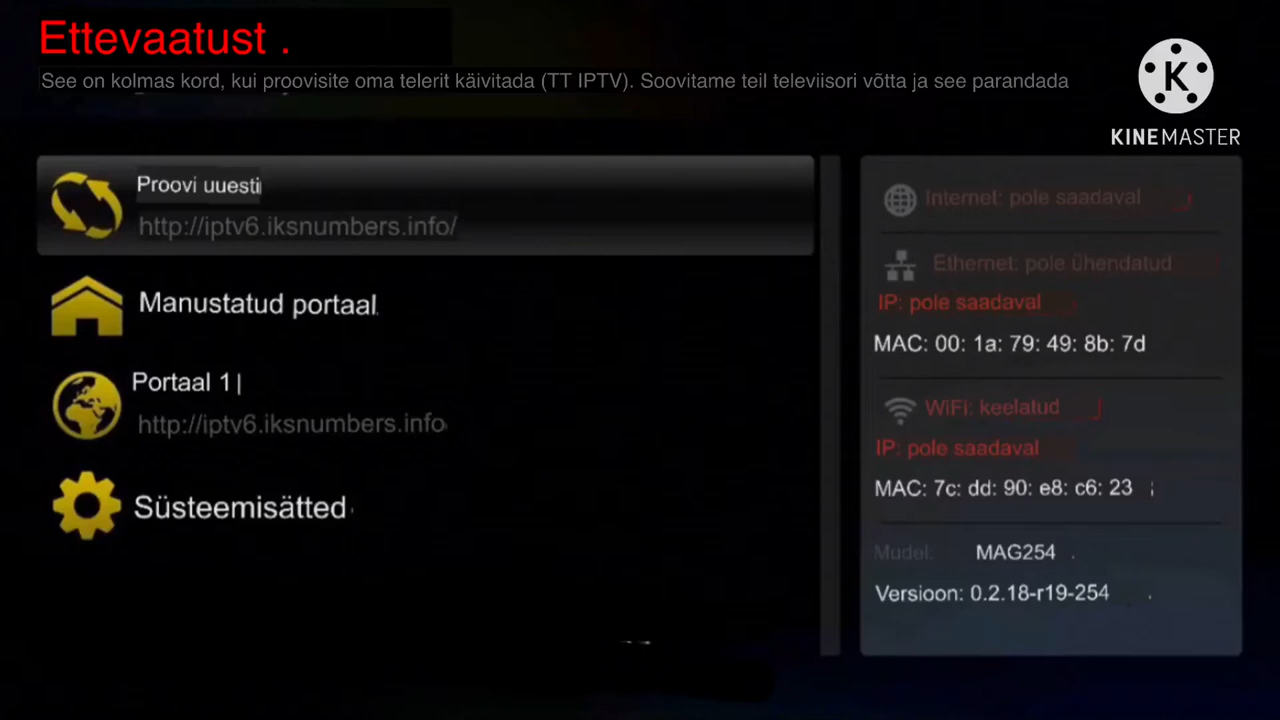 Ettevaatust .
See on kolmas kord, kui proovisite oma telerit käivitada (TT IPTV). Soovitame teil televiisori võtta ja see parandada
K
KINEMASTER
Proovi uuesti
http://iptv6.iksnumbers.info/
Manustatud portaal
Portaal 1
http://iptv6.iksnumbers.info
Süsteemisätted
Internet: pole saadaval
Ethernet: pole ühendatud
IP: pole saadaval
MAC: 00: 1a: 79: 49: 8b: 7d
WiFi: keelatud
IP: pole saadaval
MAC: 7c: dd: 90: e8: c6: 23
Mudel: MAG254
Versioon: 0.2.18-r19-254